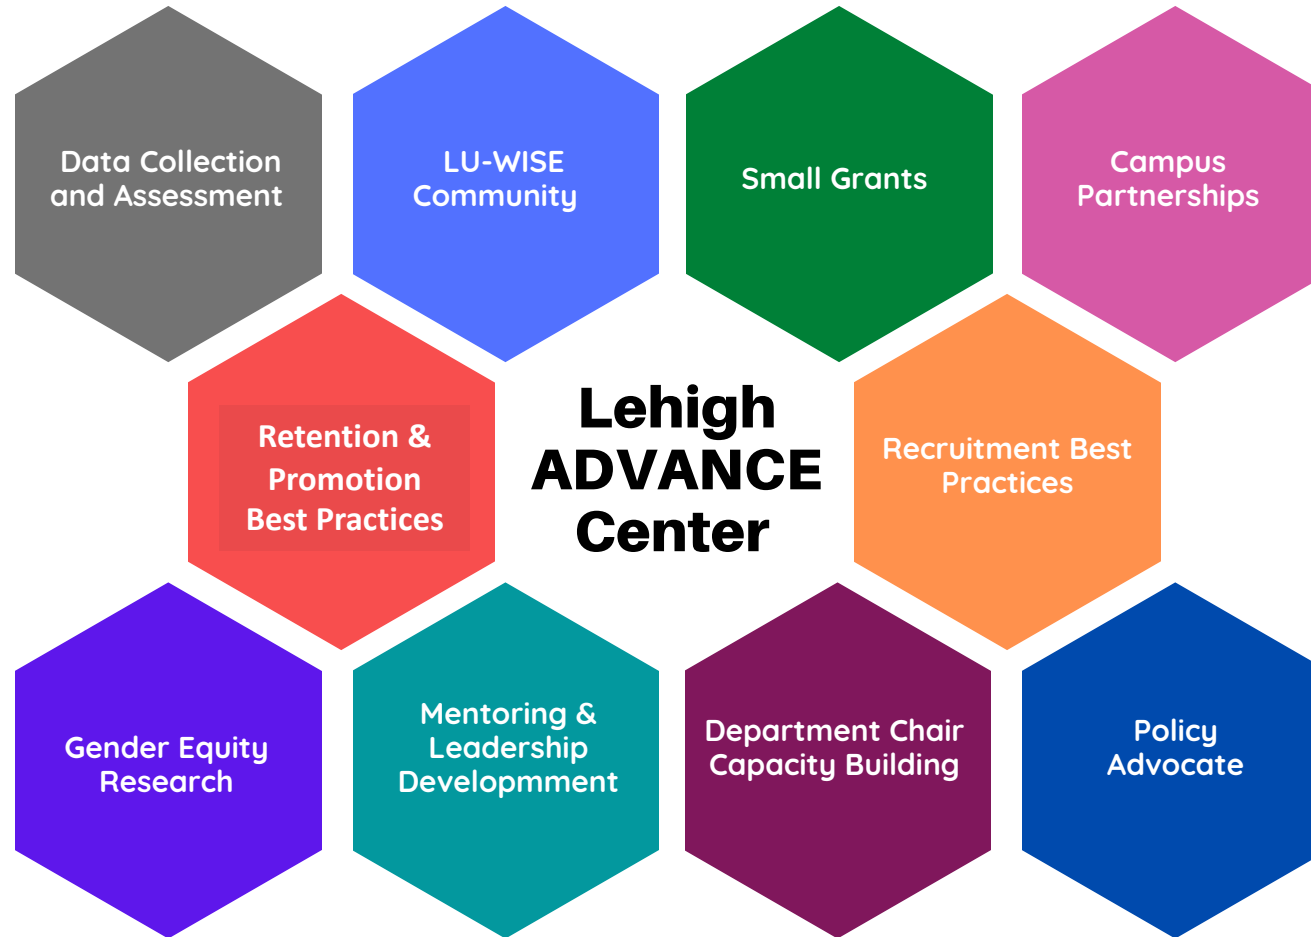 Data Collection
and Assessment
LU-WISE
Community
Small Grants
Campus
Partnerships
Retention &
Promotion
Best Practices
Lehigh
ADVANCE
Center
Recruitment Best
Practices
Gender Equity
Research
Mentoring &
Leadership
Developmment
Department Chair
Capacity Building
Policy
Advocate